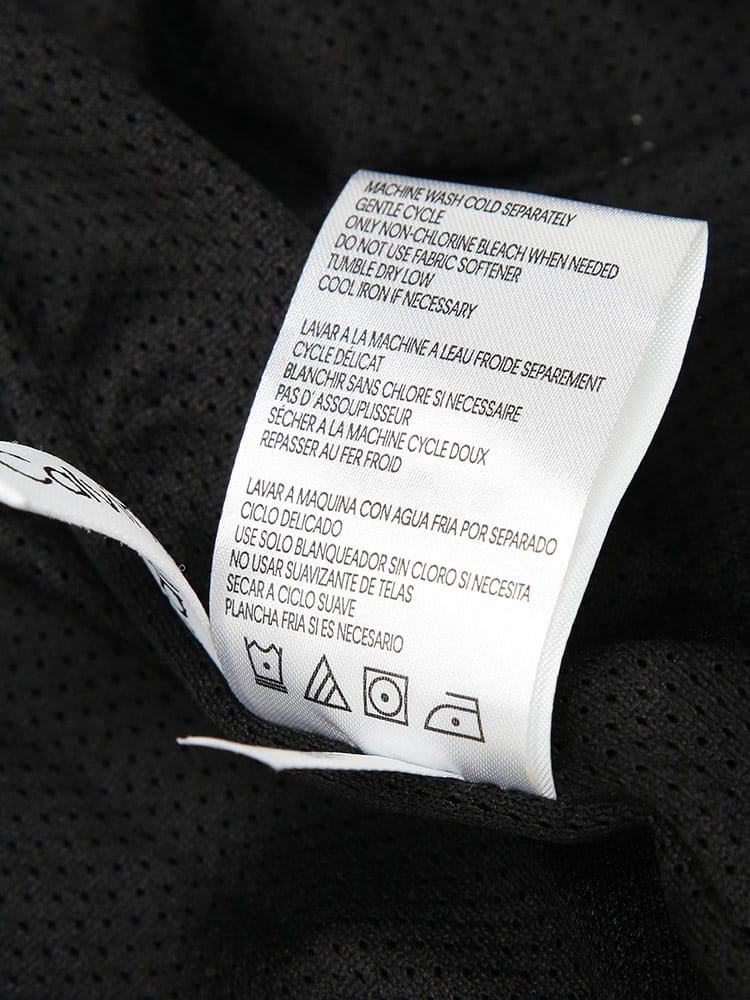 MACHINE WASH COLD SEPARATELY
GENTLE CYCLE
ONLY NON-CHLORINE BLEACH WHEN NEEDED
DO NOT USE FABRIC SOFTENER
TUMBLE DRY LOW
COOL IRON IF NECESSARY
LAVAR A LA MACHINE A LEAU FROIDE SEPAREMENT
CYCLE DÉLICAT
BLANCHIR SANS CHLORE SI NECESSAIRE
PAS D'ASSOUPLISSEUR
SÉCHER A LA MACHINE CYCLE DOUX
REPASSER AU FER FROID
LAVAR A MAQUINA CON AGUA FRIA POR SEPARADO
CICLO DELICADO
USE SOLO BLANQUEADOR SIN CLORO SI NECESITA
NO USAR SUAVIZANTE DE TELAS
SECAR A CICLO SUAVE
PLANCHA FRIA SI ES NECESARIO